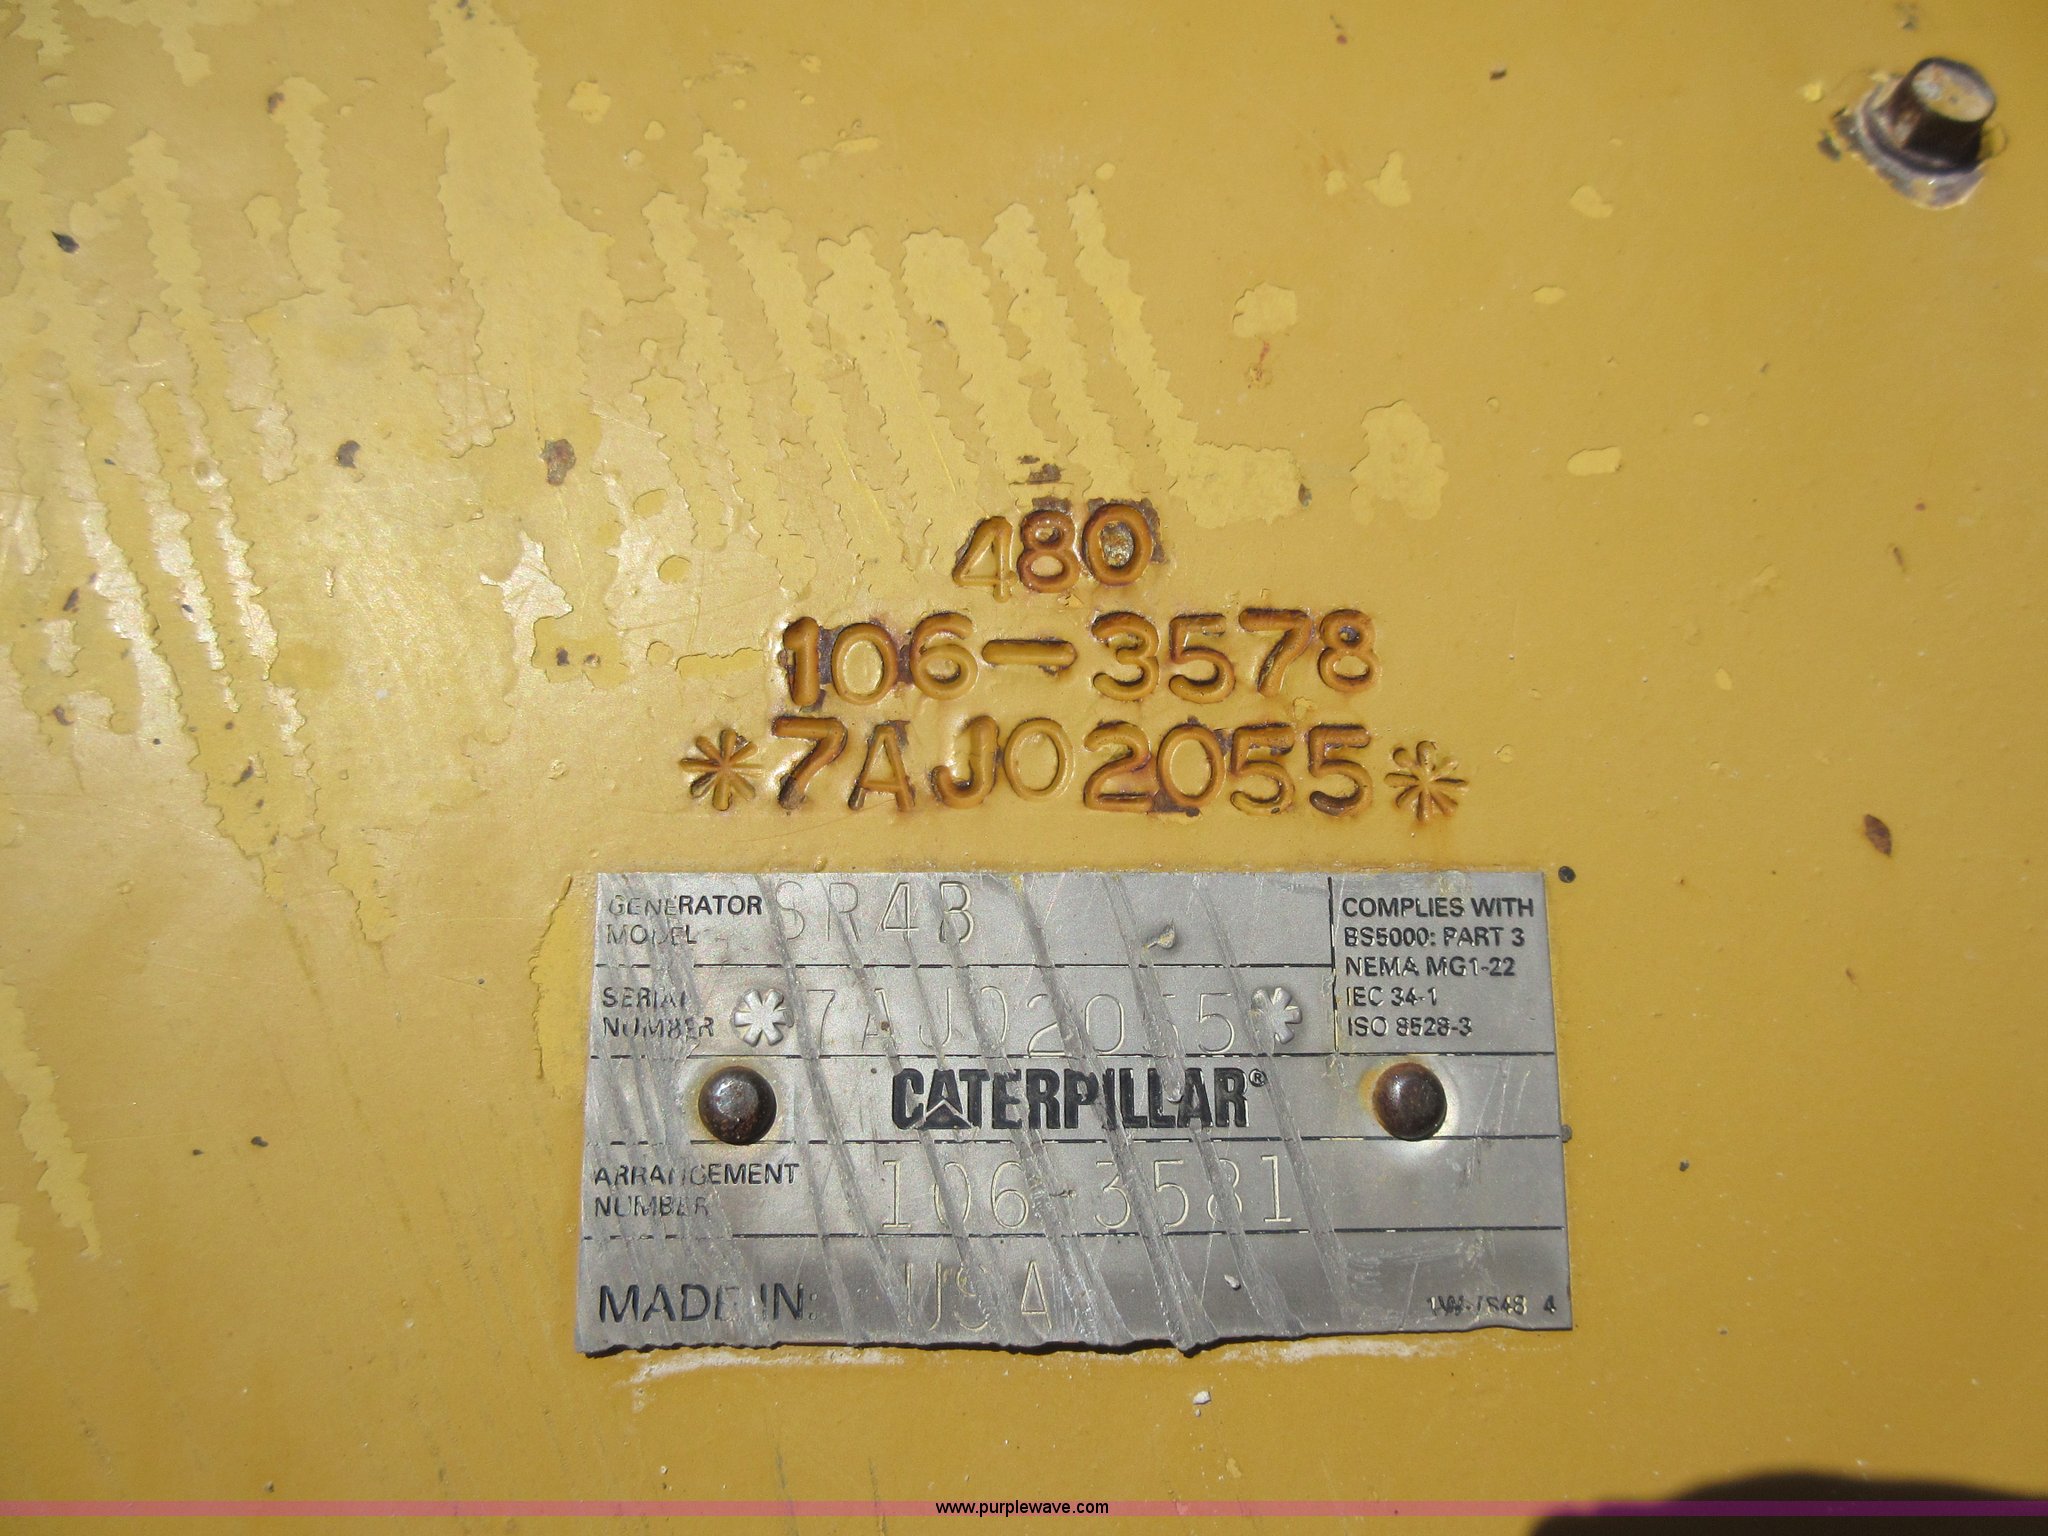 480
106-3578
*7AJ02055*
GENERATOR MODEL SR4B
COMPLIES WITH
BS5000: PART 3
NEMA MG1-22
IEC 34-1
ISO 8528-3
SERIAL NUMBER *7AJ02055*
CATERPILLAR®
ARRANGEMENT NUMBER 106-3581
MADE IN: USA
www.purplewave.com